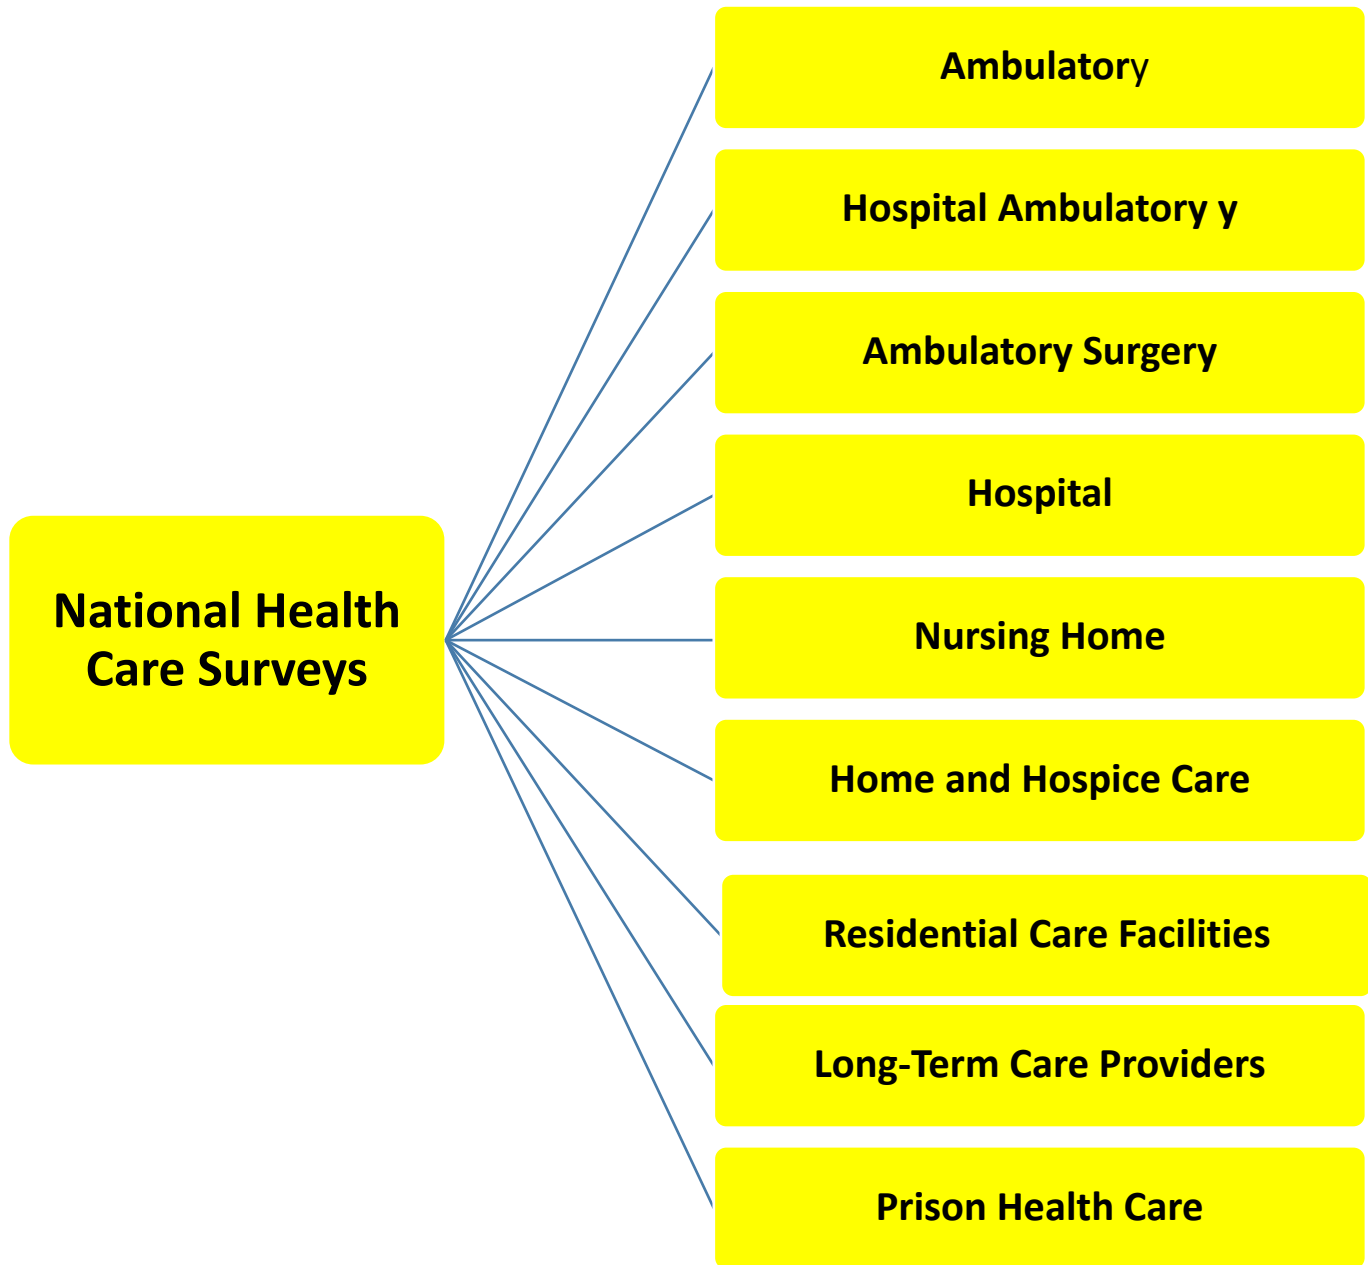 National Health
Care Surveys
Ambulatory
Hospital Ambulatory y
Ambulatory Surgery
Hospital
Nursing Home
Home and Hospice Care
Residential Care Facilities
Long-Term Care Providers
Prison Health Care